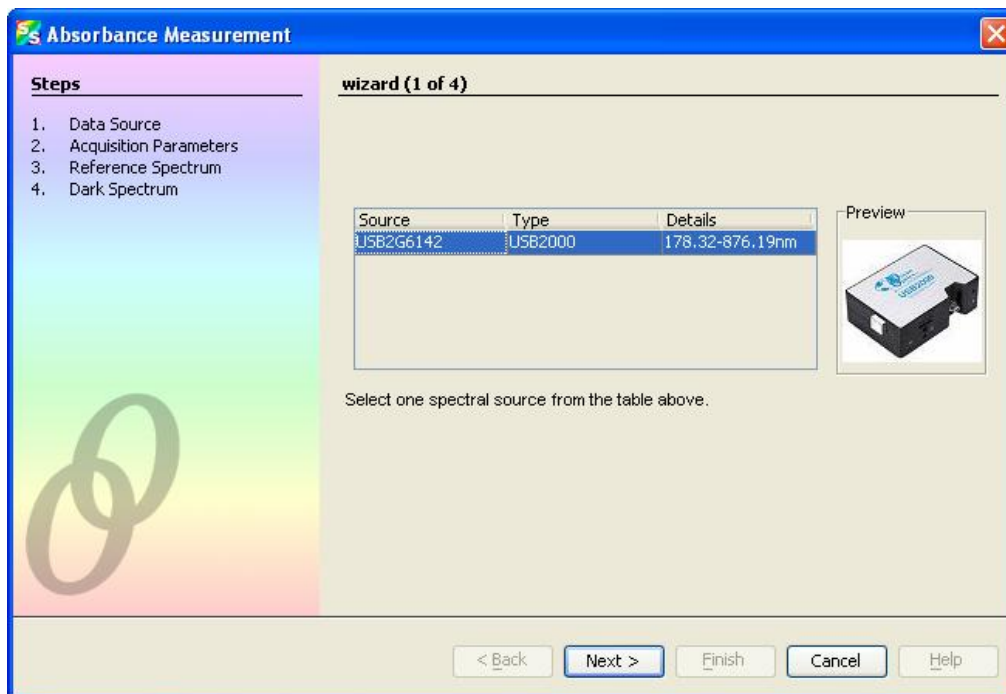 Absorbance Measurement
Steps
1. Data Source
2. Acquisition Parameters
3. Reference Spectrum
4. Dark Spectrum
wizard (1 of 4)
Source Type Details
USB2G6142 USB2000 178.32-876.19nm
Preview
USB2000
Select one spectral source from the table above.
< Back Next > Finish Cancel Help